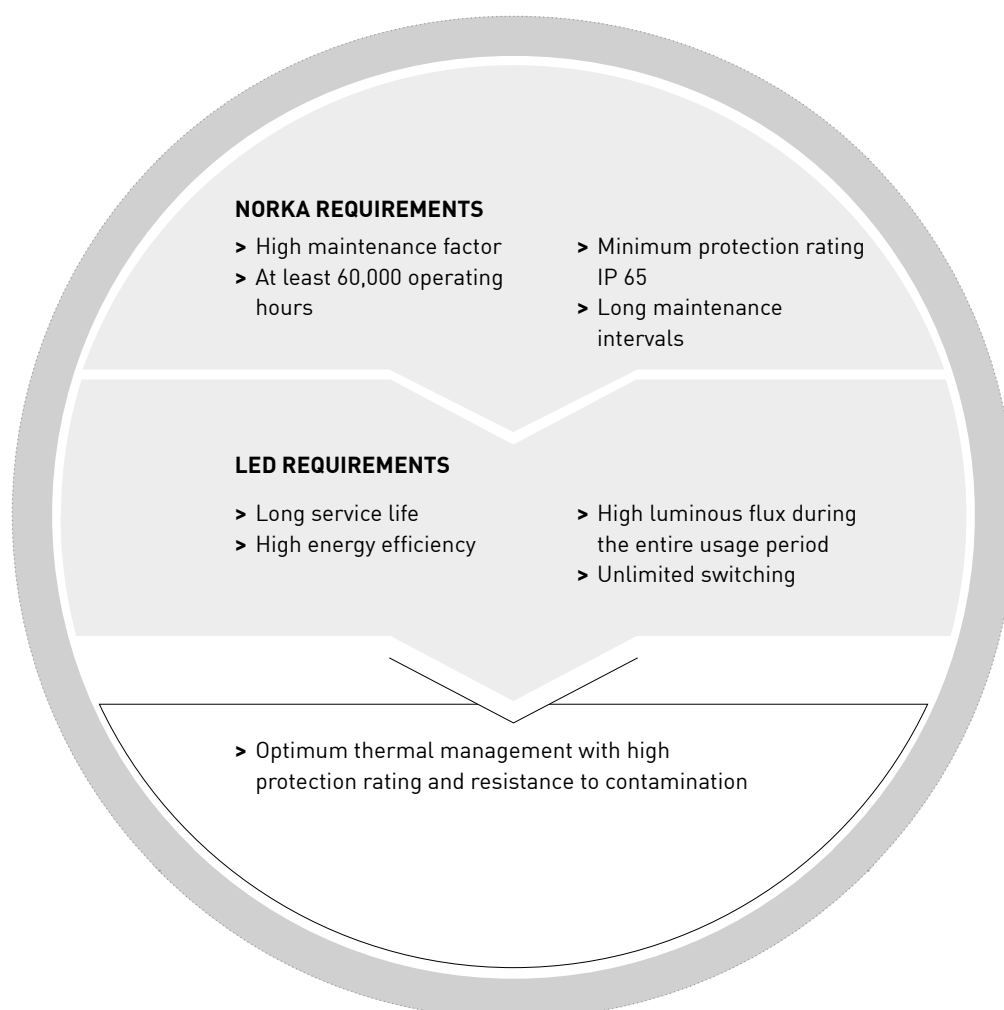 NORKA REQUIREMENTS
> High maintenance factor
> At least 60,000 operating
hours
> Minimum protection rating
IP 65
> Long maintenance
intervals
LED REQUIREMENTS
> Long service life
> High energy efficiency
> High luminous flux during
the entire usage period
> Unlimited switching
> Optimum thermal management with high
protection rating and resistance to contamination